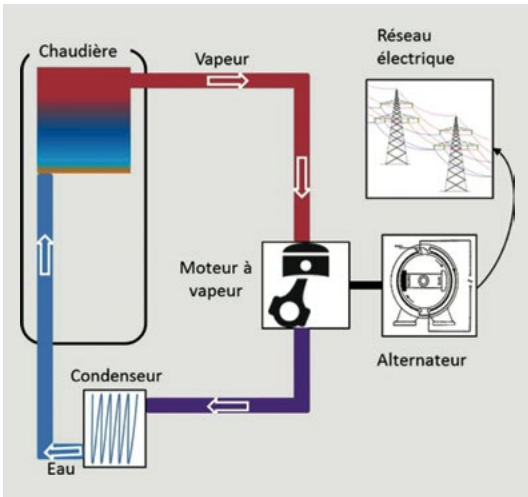 Chaudière
Vapeur
Réseau
électrique
Moteur à
vapeur
Alternateur
Condenseur
Eau